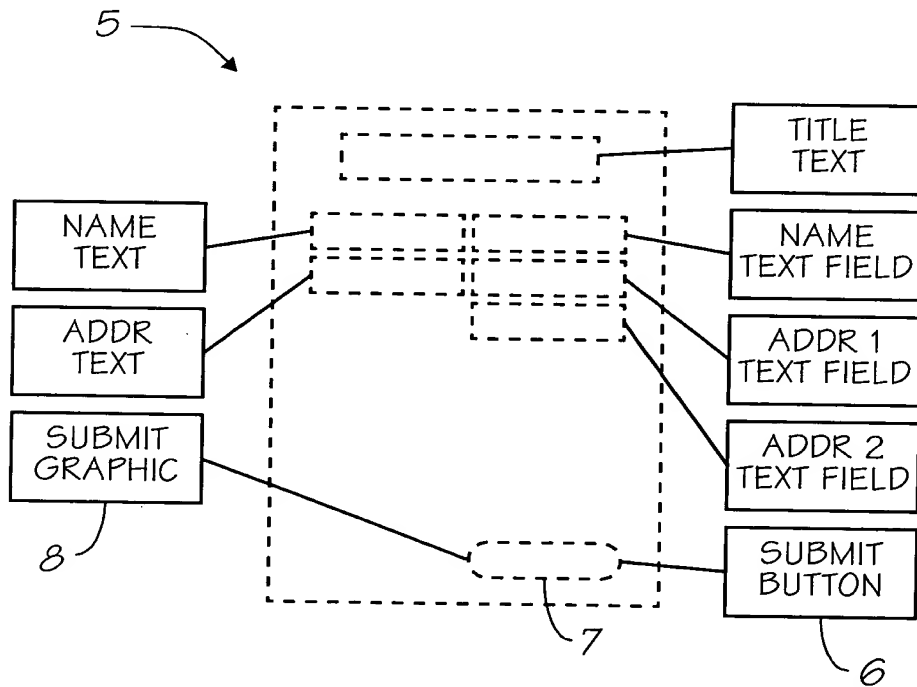 5
TITLE
TEXT
NAME
TEXT
NAME
TEXT FIELD
ADDR
TEXT
ADDR 1
TEXT FIELD
SUBMIT
GRAPHIC
ADDR 2
TEXT FIELD
8
SUBMIT
BUTTON
7
6